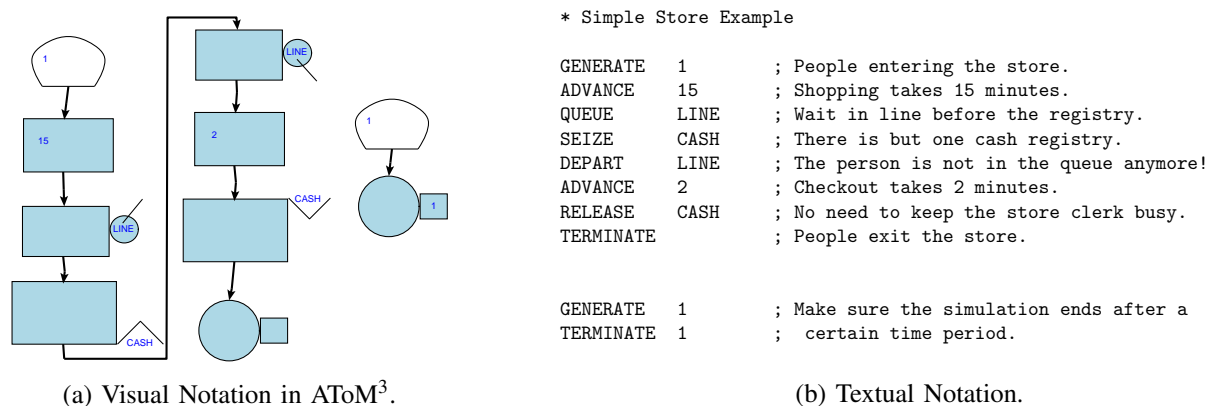 1
15
LINE
CASH
LINE
2
CASH
1
1
(a) Visual Notation in AToM³.
* Simple Store Example
GENERATE 1 ; People entering the store.
ADVANCE 15 ; Shopping takes 15 minutes.
QUEUE LINE ; Wait in line before the registry.
SEIZE CASH ; There is but one cash registry.
DEPART LINE ; The person is not in the queue anymore!
ADVANCE 2 ; Checkout takes 2 minutes.
RELEASE CASH ; No need to keep the store clerk busy.
TERMINATE ; People exit the store.
GENERATE 1 ; Make sure the simulation ends after a
TERMINATE 1 ; certain time period.
(b) Textual Notation.